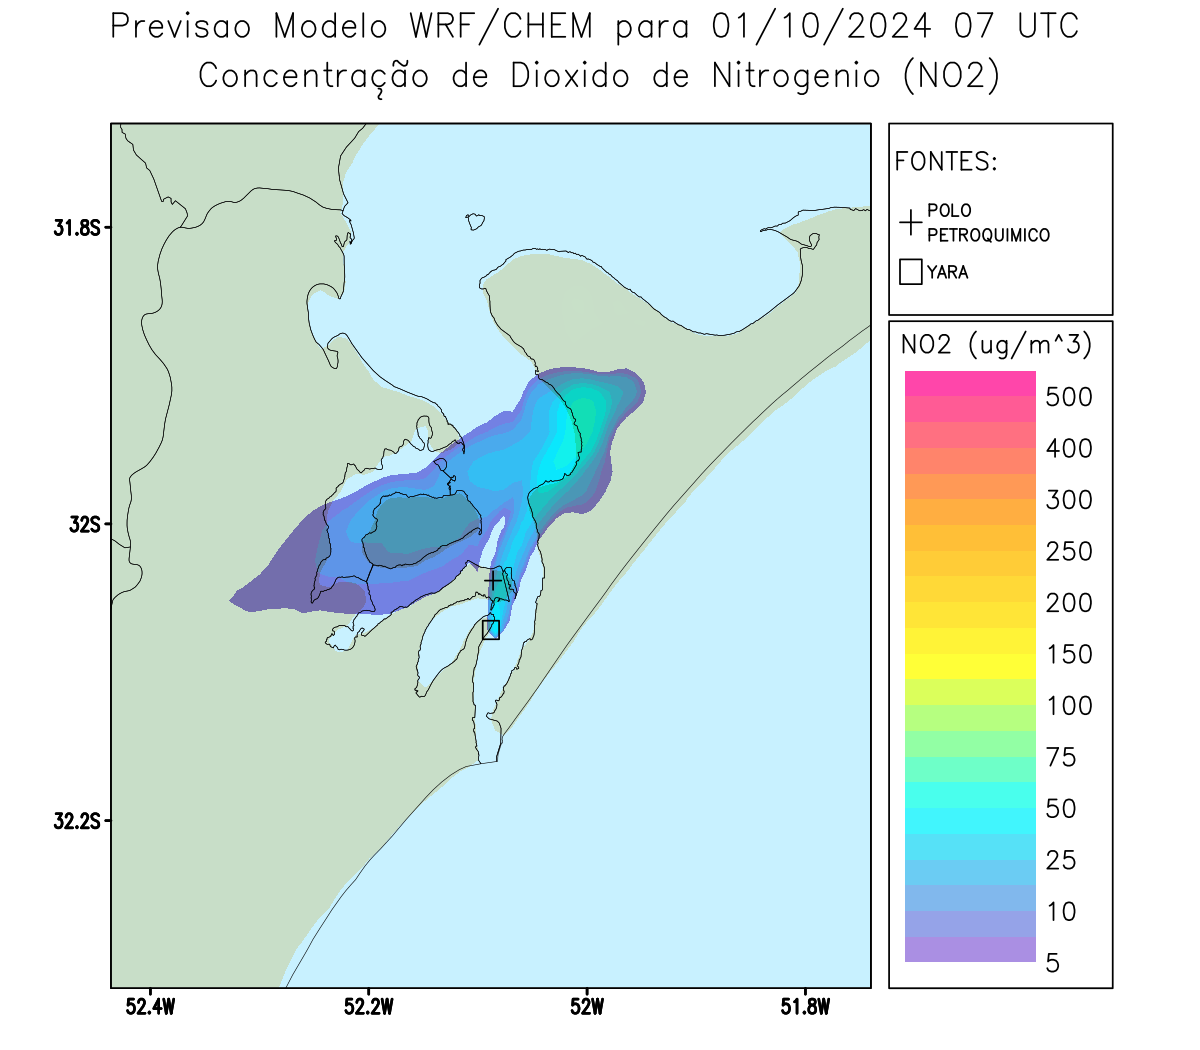 Previsao Modelo WRF/CHEM para 01/10/2024 07 UTC
Concentração de Dioxido de Nitrogenio (NO2)
FONTES:
POLO
PETROQUIMICO
YARA
31.8S
32S
32.2S
52.4W
52.2W
52W
51.8W
NO2 (ug/m^3)
500
400
300
250
200
150
100
75
50
25
10
5